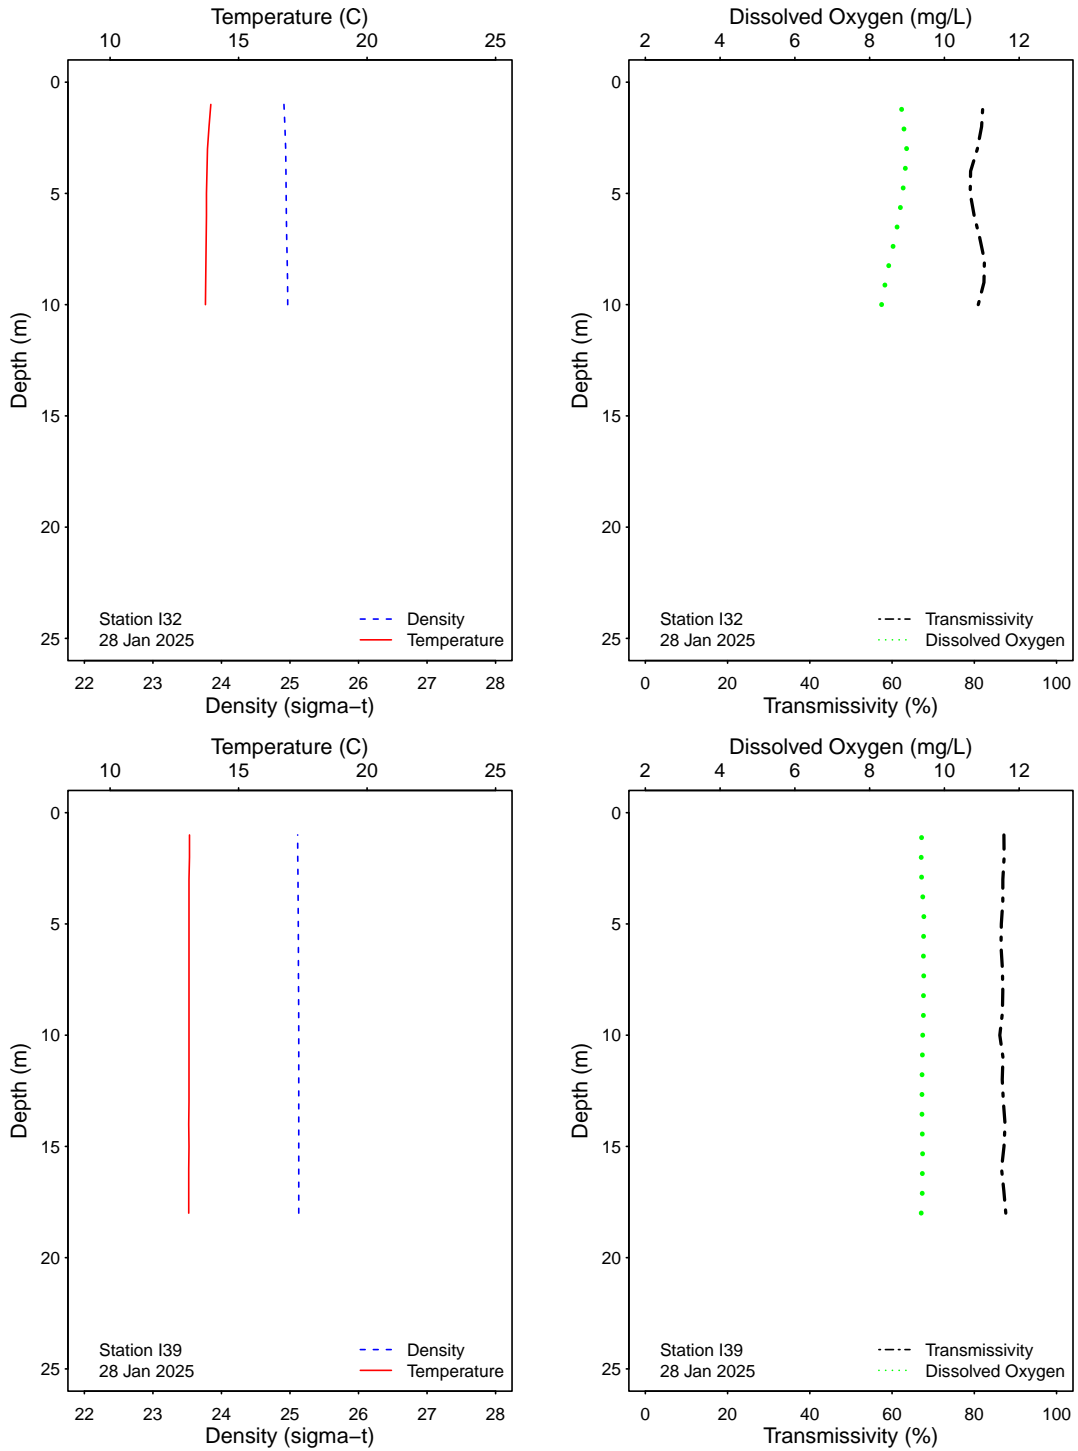 Temperature (C)
10 15 20 25
0
5
10
15
20
25
Depth (m)
Station I32
28 Jan 2025
Density
Temperature
22 23 24 25 26 27 28
Density (sigma−t)
Dissolved Oxygen (mg/L)
2 4 6 8 10 12
0
5
10
15
20
25
Depth (m)
Station I32
28 Jan 2025
Transmissivity
Dissolved Oxygen
0 20 40 60 80 100
Transmissivity (%)
Temperature (C)
10 15 20 25
0
5
10
15
20
25
Depth (m)
Station I39
28 Jan 2025
Density
Temperature
22 23 24 25 26 27 28
Density (sigma−t)
Dissolved Oxygen (mg/L)
2 4 6 8 10 12
0
5
10
15
20
25
Depth (m)
Station I39
28 Jan 2025
Transmissivity
Dissolved Oxygen
0 20 40 60 80 100
Transmissivity (%)